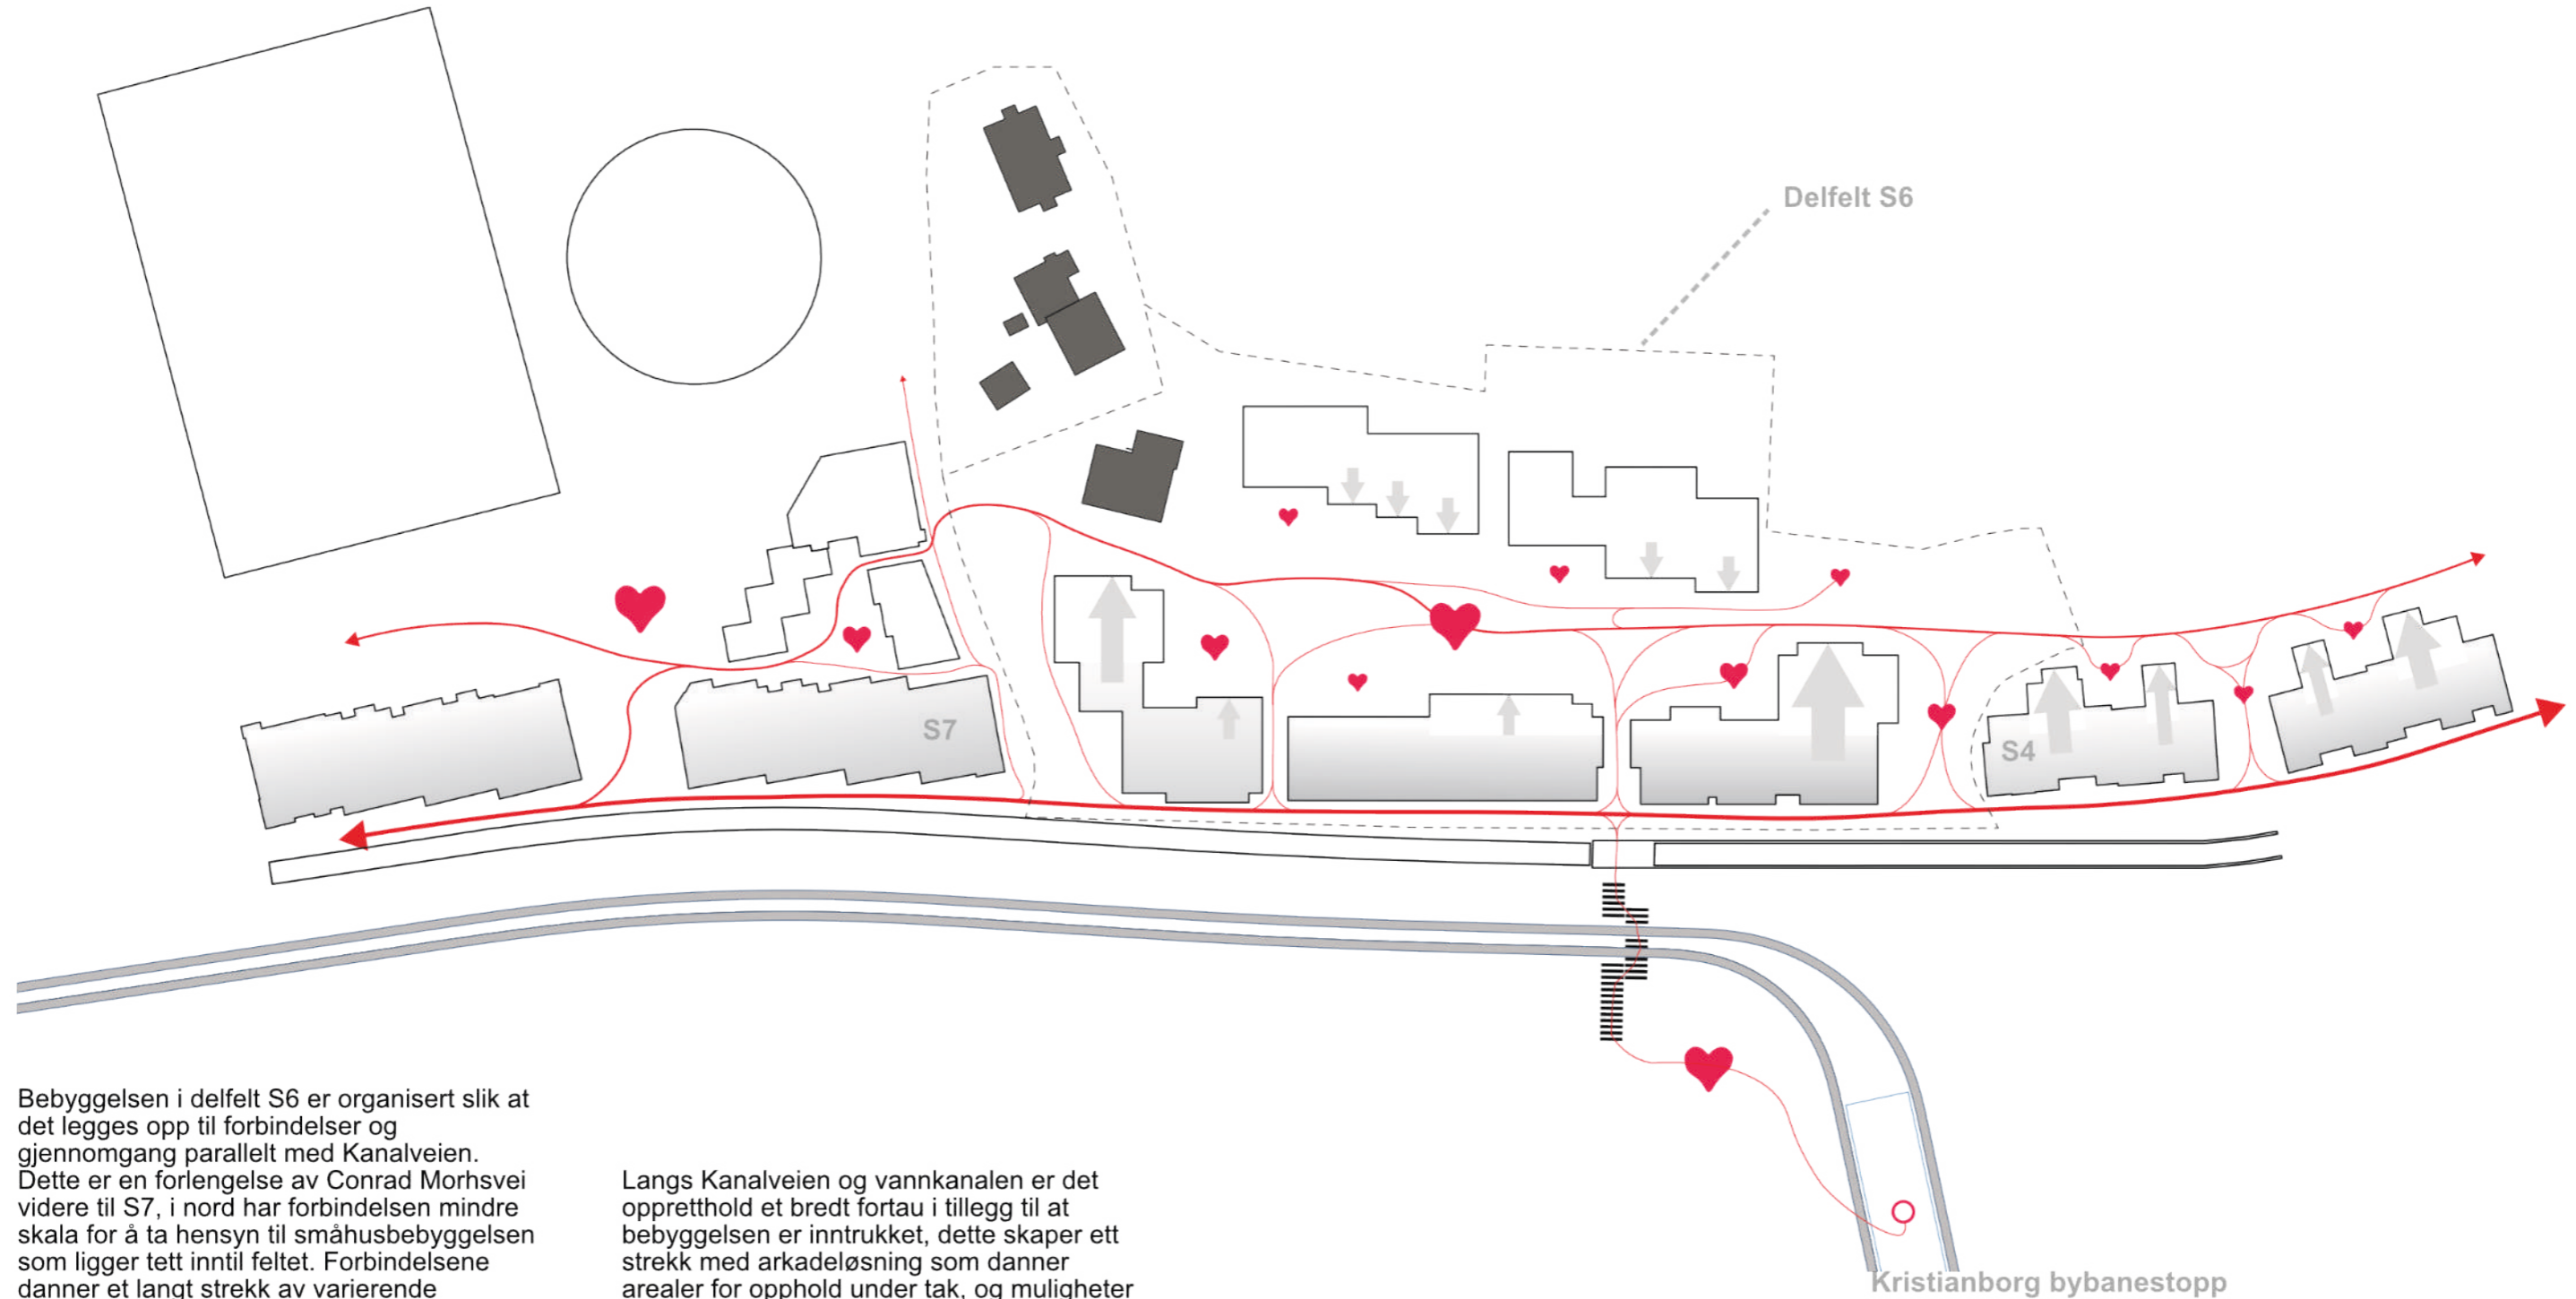 Delfelt S6
S7
S4
Bebyggelsen i delfelt S6 er organisert slik at
det legges opp til forbindelser og
gjennomgang parallelt med Kanalveien.
Dette er en forlengelse av Conrad Morhsvei
videre til S7, i nord har forbindelsen mindre
skala for å ta hensyn til småhusbebyggelsen
som ligger tett inntil feltet. Forbindelsene
danner et langt strekk av varierende
Langs Kanalveien og vannkanalen er det
opprettholdt et bredt fortau i tillegg til at
bebyggelsen er inntrukket, dette skaper ett
strekk med arkadeløsning som danner
arealer for opphold under tak, og muligheter
Kristianborg bybanestopp